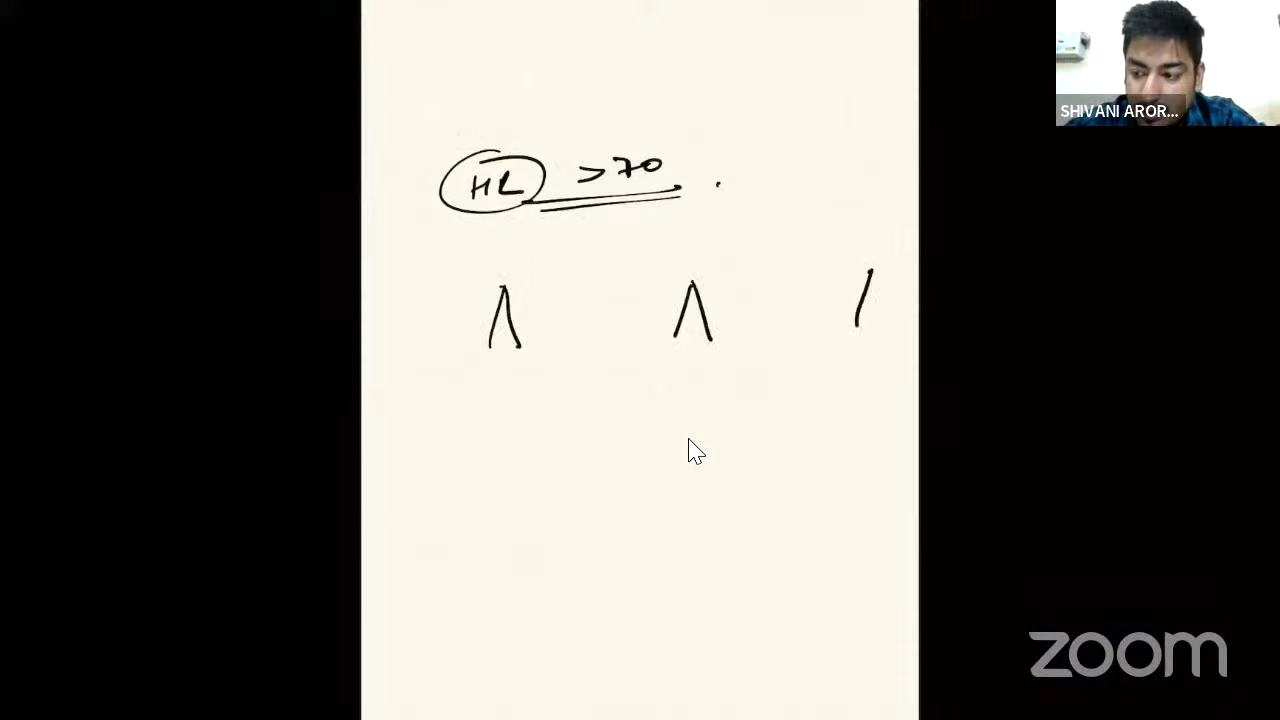 SHIVANI AROR...
HL >70 .
Λ Λ /
zoom